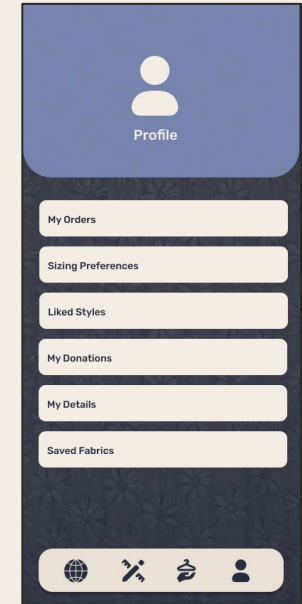 Profile
My Orders
Sizing Preferences
Liked Styles
My Donations
My Details
Saved Fabrics